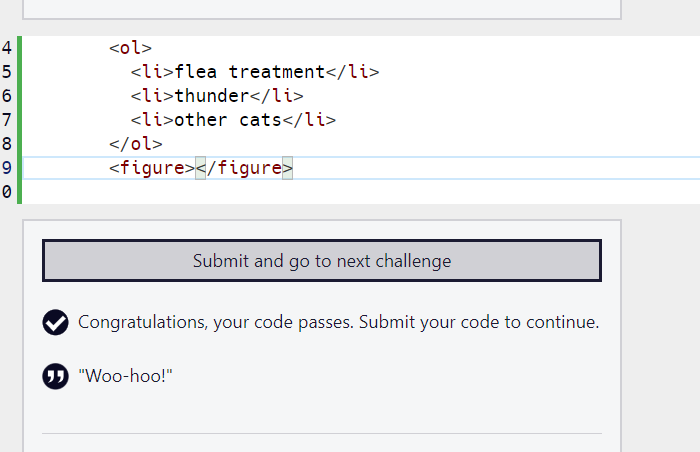 4 <ol>
5 <li>flea treatment</li>
6 <li>thunder</li>
7 <li>other cats</li>
8 </ol>
9 <figure></figure>
0
Submit and go to next challenge
Congratulations, your code passes. Submit your code to continue.
"Woo-hoo!"